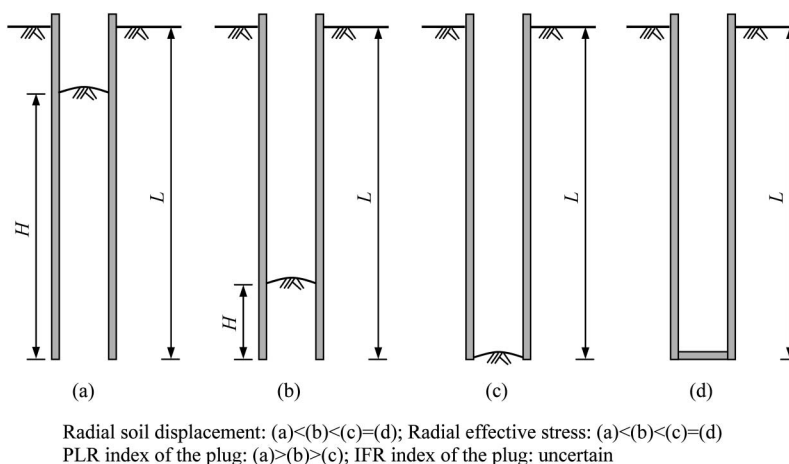 H
L
H
L
L
L
(a) (b) (c) (d)
Radial soil displacement: (a)<(b)<(c)=(d); Radial effective stress: (a)<(b)<(c)=(d)
PLR index of the plug: (a)>(b)>(c); IFR index of the plug: uncertain